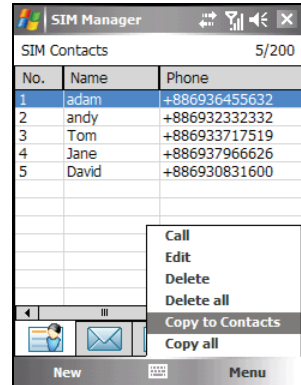 SIM Manager
SIM Contacts 5/200
No. Name Phone
1 adam +886936455632
2 andy +886932332332
3 Tom +886933717519
4 Jane +886937966626
5 David +886930831600
Call
Edit
Delete
Delete all
Copy to Contacts
Copy all
New Menu